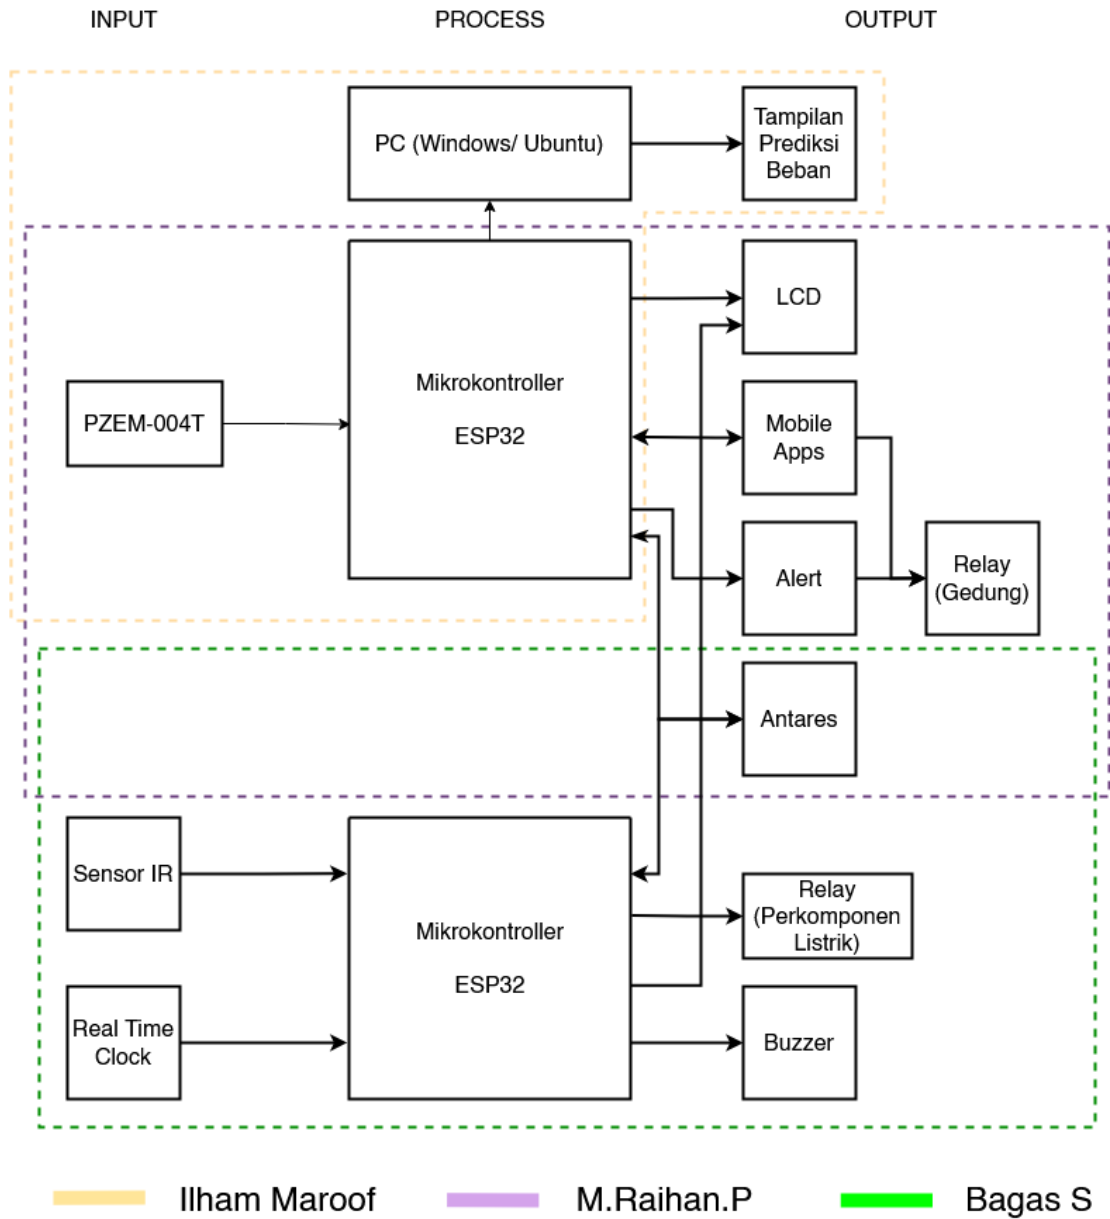 INPUT
PROCESS
OUTPUT
PC (Windows/ Ubuntu)
Tampilan
Prediksi
Beban
Mikrokontroller
ESP32
LCD
PZEM-004T
Mobile
Apps
Alert
Relay
(Gedung)
Antares
Sensor IR
Mikrokontroller
ESP32
Relay
(Perkomponen
Listrik)
Real Time
Clock
Buzzer
Ilham Maroof
M.Raihan.P
Bagas S